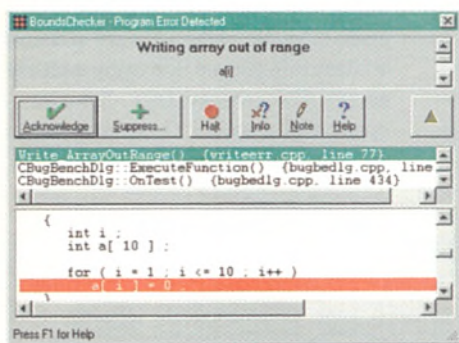 BoundsChecker - Program Error Detected
Writing array out of range
a[i]
Acknowledge
Suppress...
Halt
Info
Note
Help
Write_ArrayOutRange() {writeerr.cpp, line 77}
CBugBenchDlg::ExecuteFunction() {bugbedlg.cpp, line
CBugBenchDlg::OnTest() {bugbedlg.cpp, line 434}
{
int i ;
int a[ 10 ] ;
for ( i = 1 ; i <= 10 ; i++ )
a[ i ] = 0 ;
}
Press F1 for Help